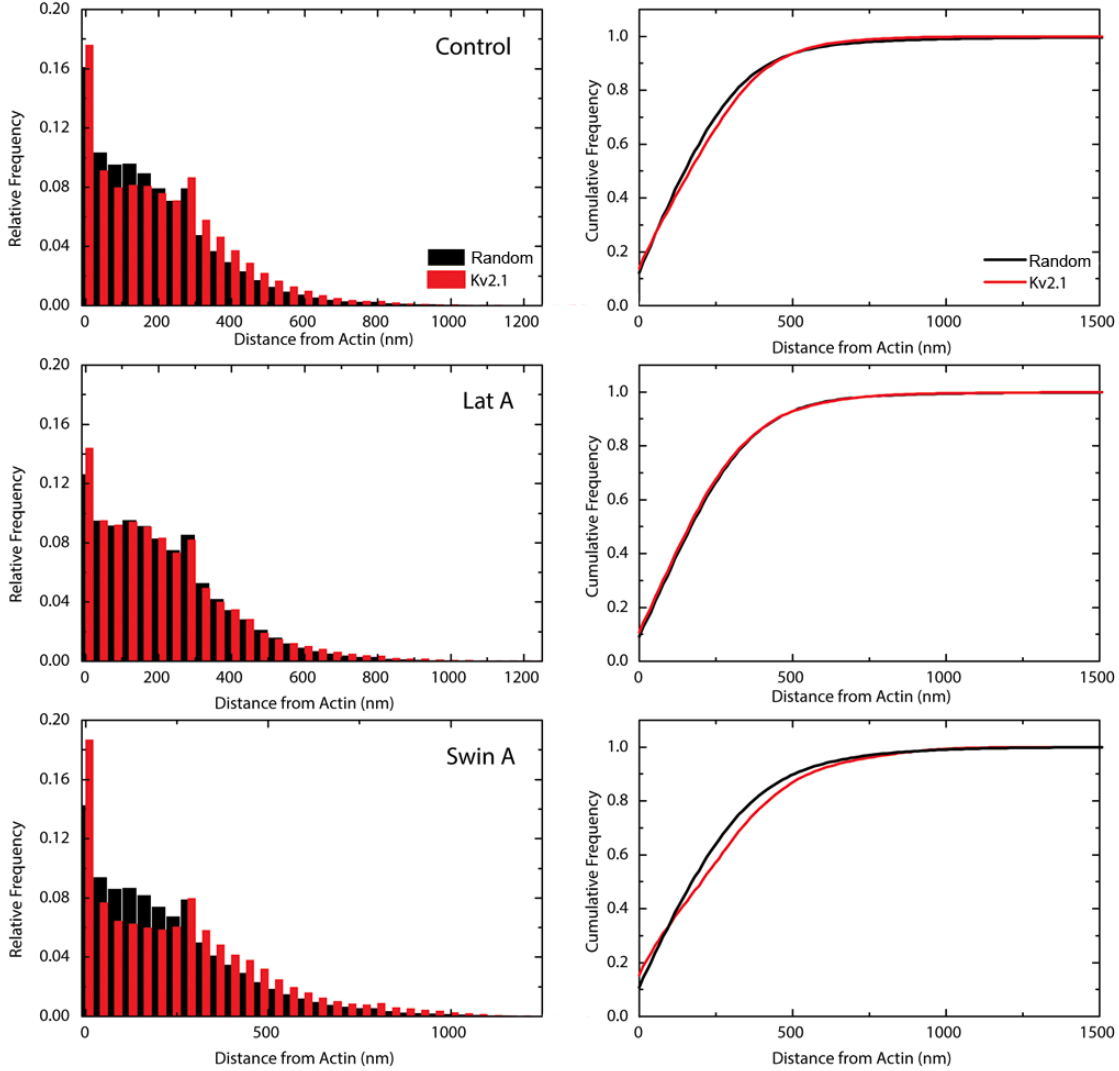 Control
Relative Frequency
0.20
0.16
0.12
0.08
0.04
0.00
Random
Kv2.1
0 200 400 600 800 1000 1200
Distance from Actin (nm)
Cumulative Frequency
1.0
0.8
0.6
0.4
0.2
0.0
Random
Kv2.1
0 500 1000 1500
Distance from Actin (nm)
Lat A
Relative Frequency
0.20
0.16
0.12
0.08
0.04
0.00
0 200 400 600 800 1000 1200
Distance from Actin (nm)
Cumulative Frequency
1.0
0.8
0.6
0.4
0.2
0.0
0 500 1000 1500
Distance from Actin (nm)
Swin A
Relative Frequency
0.20
0.16
0.12
0.08
0.04
0.00
0 500 1000
Distance from Actin (nm)
Cumulative Frequency
1.0
0.8
0.6
0.4
0.2
0.0
0 500 1000 1500
Distance from Actin (nm)